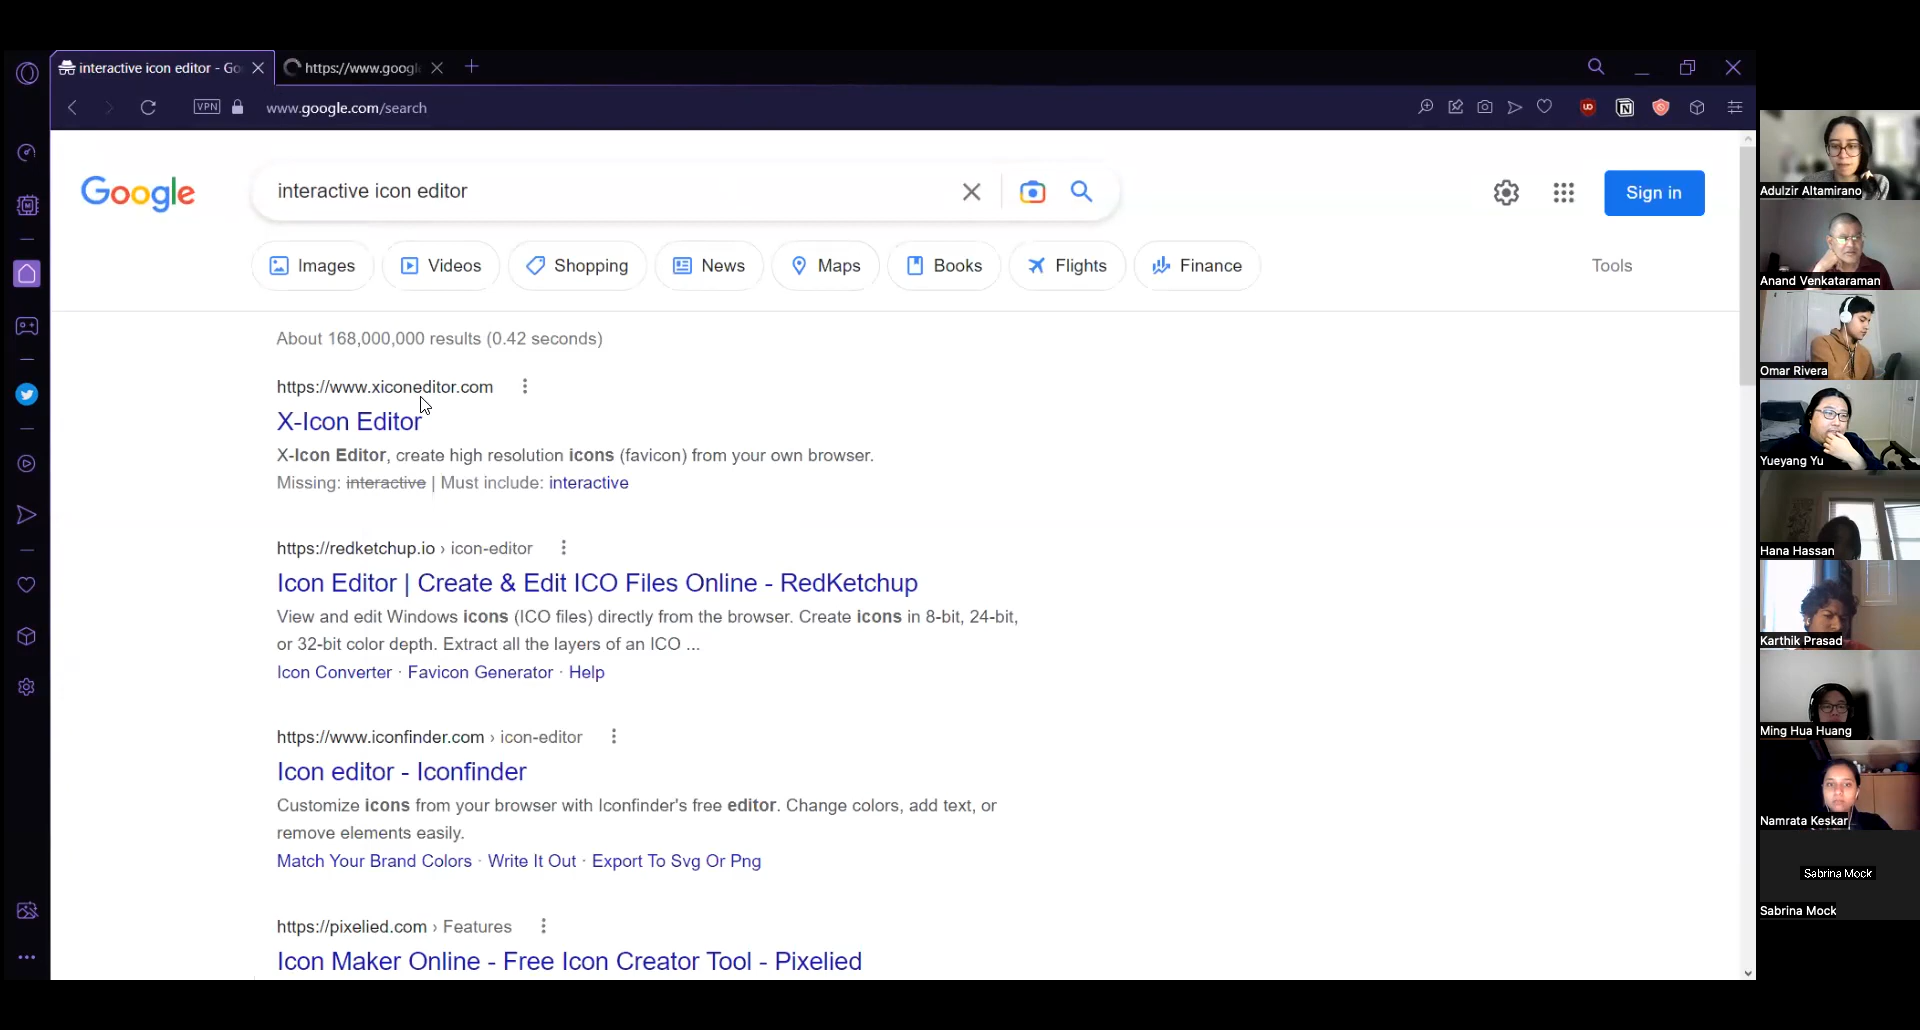 interactive icon editor - Go
https://www.googl
VPN
www.google.com/search
Google
interactive icon editor
Sign in
Images
Videos
Shopping
News
Maps
Books
Flights
Finance
Tools
About 168,000,000 results (0.42 seconds)
https://www.xiconeditor.com
X-Icon Editor
X-Icon Editor, create high resolution icons (favicon) from your own browser.
Missing: interactive | Must include: interactive
https://redketchup.io › icon-editor
Icon Editor | Create & Edit ICO Files Online - RedKetchup
View and edit Windows icons (ICO files) directly from the browser. Create icons in 8-bit, 24-bit,
or 32-bit color depth. Extract all the layers of an ICO ...
Icon Converter · Favicon Generator · Help
https://www.iconfinder.com › icon-editor
Icon editor - Iconfinder
Customize icons from your browser with Iconfinder's free editor. Change colors, add text, or
remove elements easily.
Match Your Brand Colors · Write It Out · Export To Svg Or Png
https://pixelied.com › Features
Icon Maker Online - Free Icon Creator Tool - Pixelied
Adulzir Altamirano
Anand Venkataraman
Omar Rivera
Yueyang Yu
Hana Hassan
Karthik Prasad
Ming Hua Huang
Namrata Keskar
Sabrina Mock
Sabrina Mock